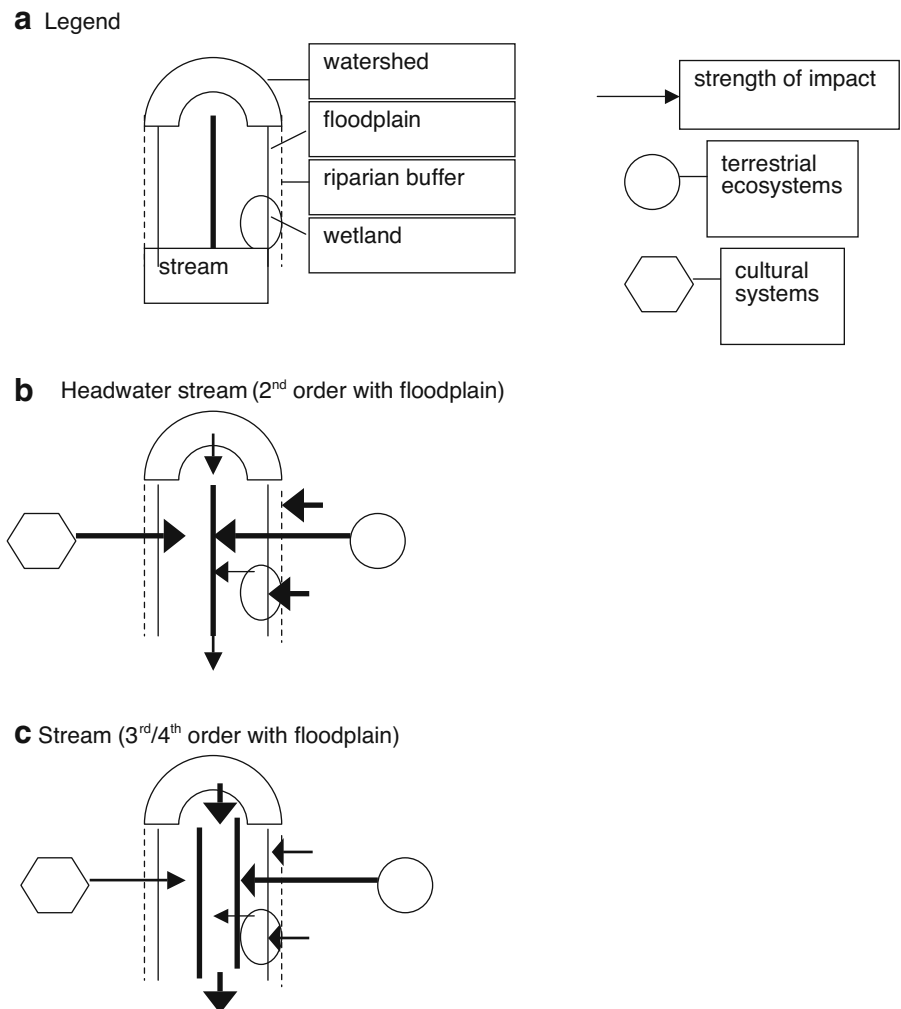 a Legend
watershed
floodplain
riparian buffer
wetland
stream
strength of impact
terrestrial
ecosystems
cultural
systems
b Headwater stream (2nd order with floodplain)
c Stream (3rd/4th order with floodplain)